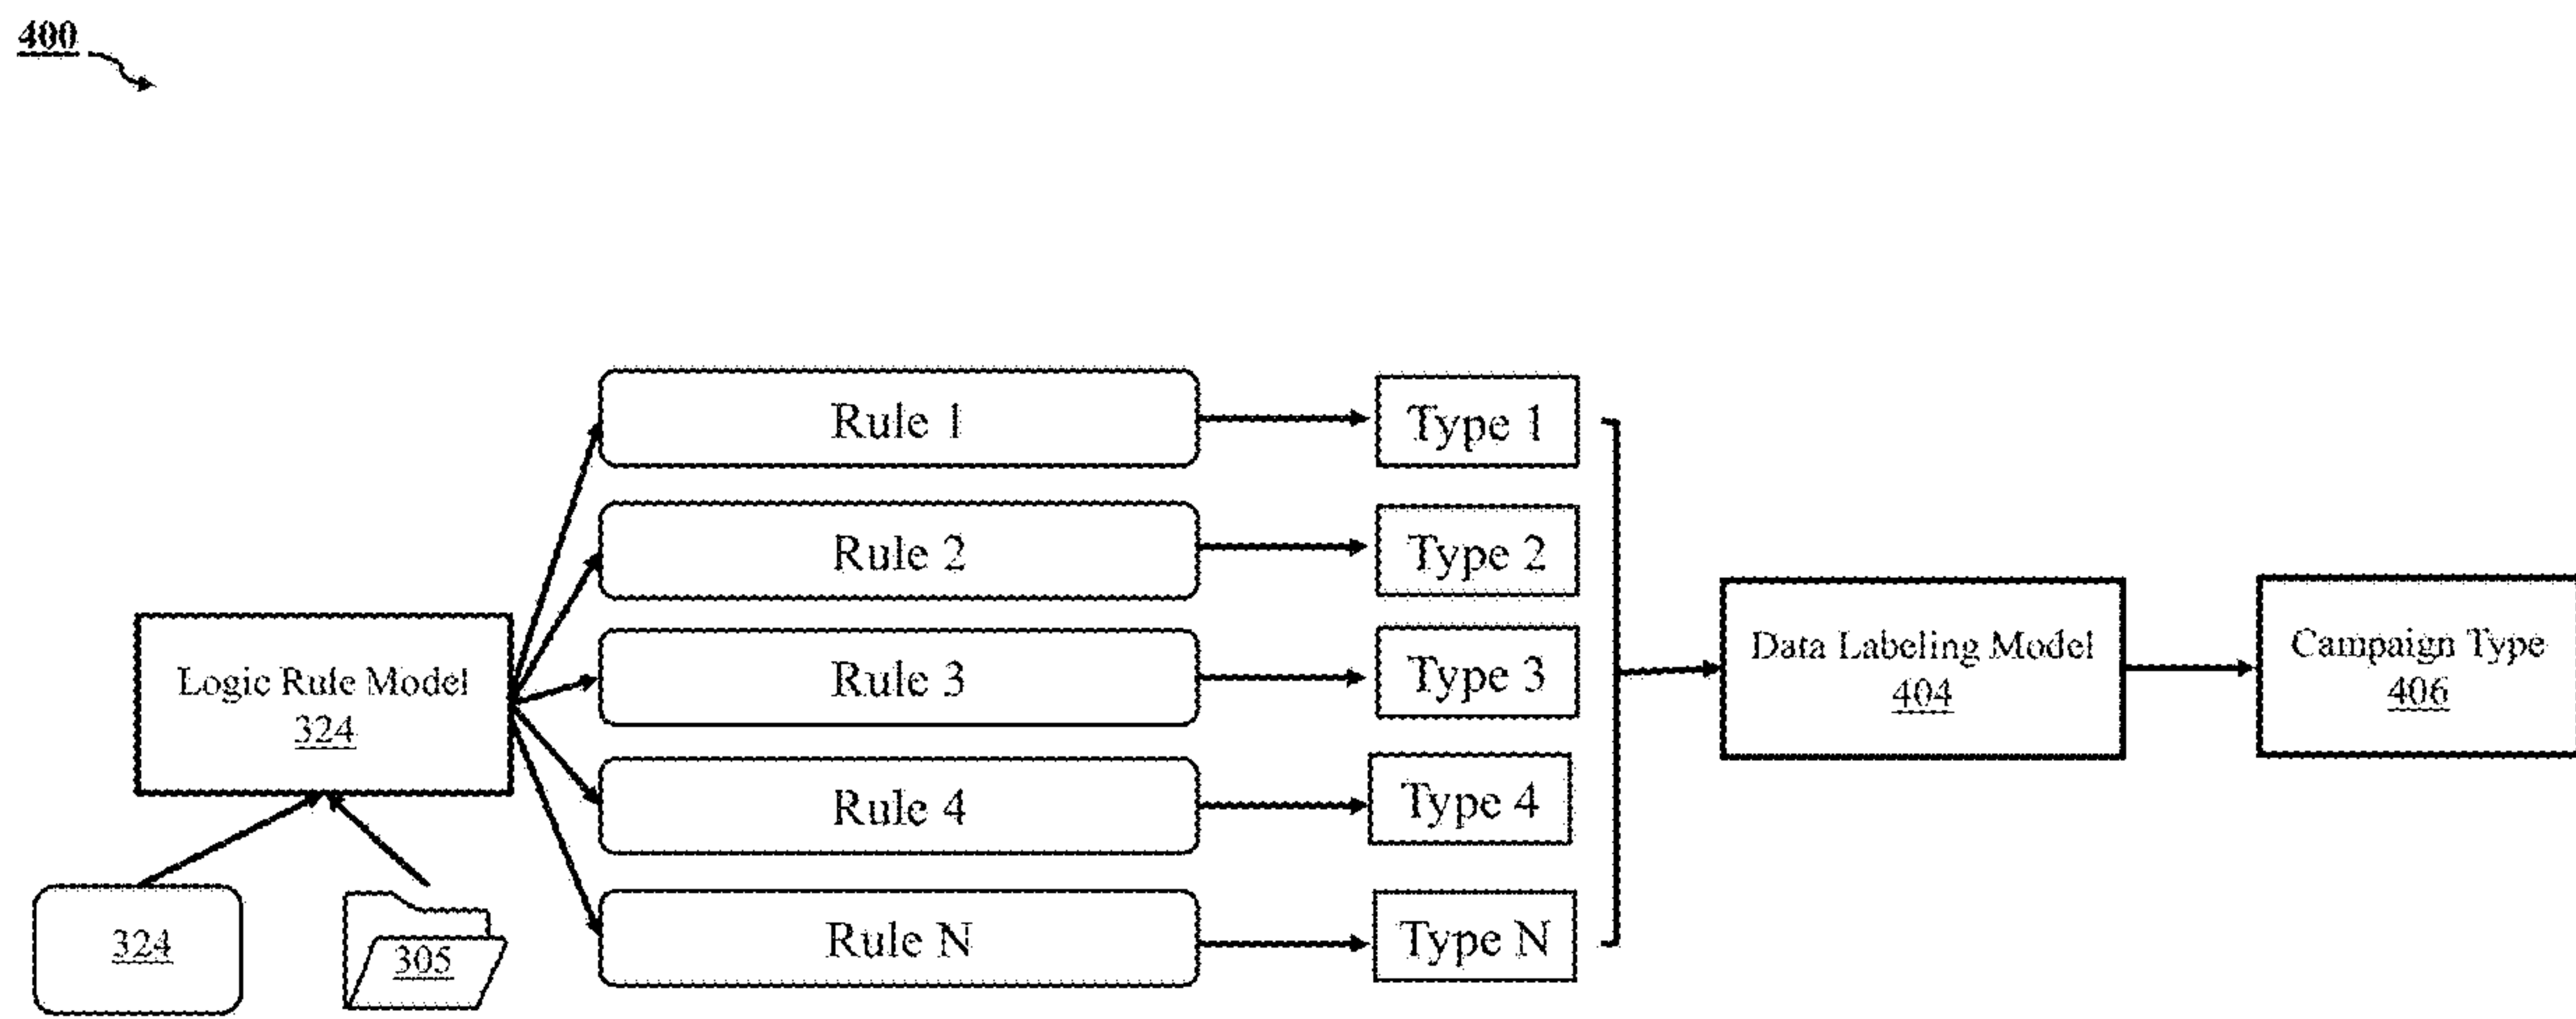 400
Rule 1
Type 1
Rule 2
Type 2
Rule 3
Type 3
Rule 4
Type 4
Rule N
Type N
Logic Rule Model
324
324
305
Data Labeling Model
404
Campaign Type
406